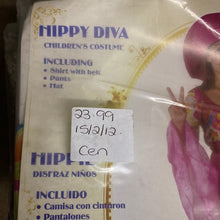 HIPPY DIVA
CHILDREN'S COSTUME
INCLUDING
• Shirt with belt
• Pants
• Hat
23.99
15/2/12.
Cen
HIPPIE
DISFRAZ NIÑOS
INCLUIDO
• Camisa con cinturon
• Pantalones